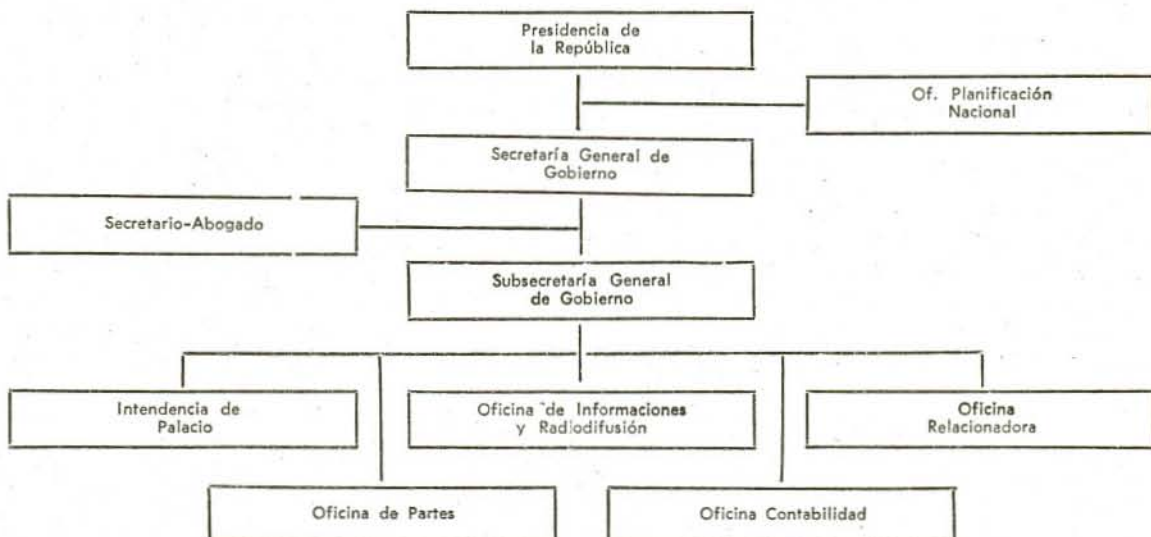 Presidencia de
la República
Of. Planificación
Nacional
Secretaría General de
Gobierno
Secretario-Abogado
Subsecretaría General
de Gobierno
Intendencia de
Palacio
Oficina de Informaciones
y Radiodifusión
Oficina
Relacionadora
Oficina de Partes
Oficina Contabilidad